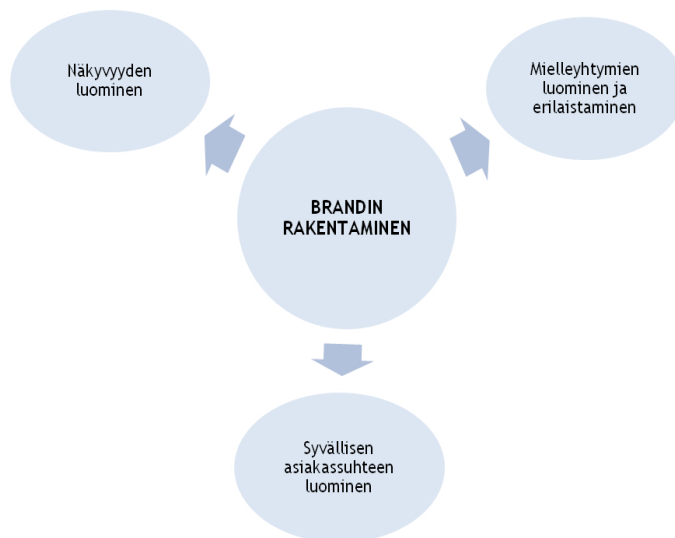 Näkyvyyden
luominen
Mielleyhtymien
luominen ja
erilaistaminen
BRANDIN
RAKENTAMINEN
Syvällisen
asiakassuhteen
luominen